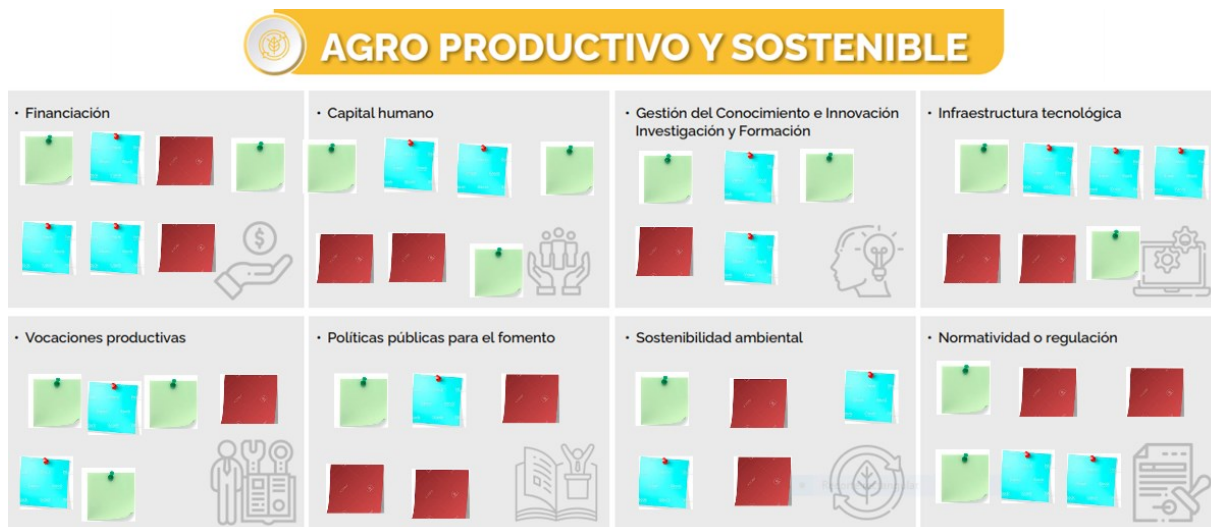 AGRO PRODUCTIVO Y SOSTENIBLE
• Financiación
• Capital humano
• Gestión del Conocimiento e Innovación
Investigación y Formación
• Infraestructura tecnológica
• Vocaciones productivas
• Políticas públicas para el fomento
• Sostenibilidad ambiental
• Normatividad o regulación